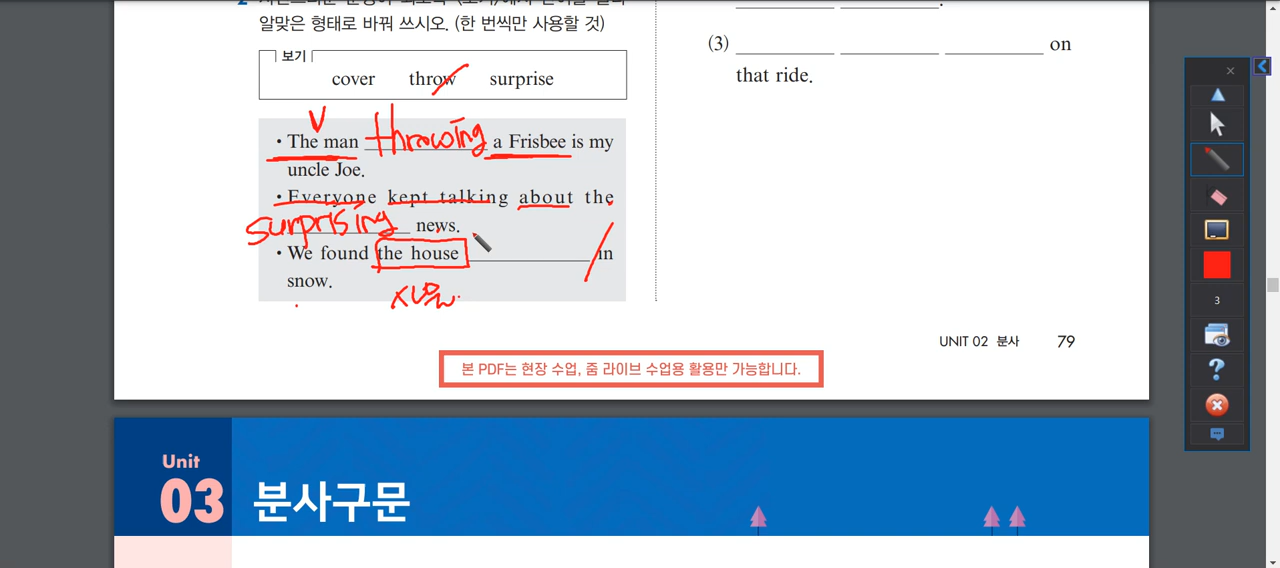 알맞은 형태로 바꿔 쓰시오. (한 번씩만 사용할 것)
보기
cover throw surprise
• The man throwing a Frisbee is my
uncle Joe.
• Everyone kept talking about the
surprising news.
• We found the house in
snow.
(3) on
that ride.
UNIT 02 분사 79
본 PDF는 현장 수업, 줌 라이브 수업용 활용만 가능합니다.
Unit
03 분사구문
3